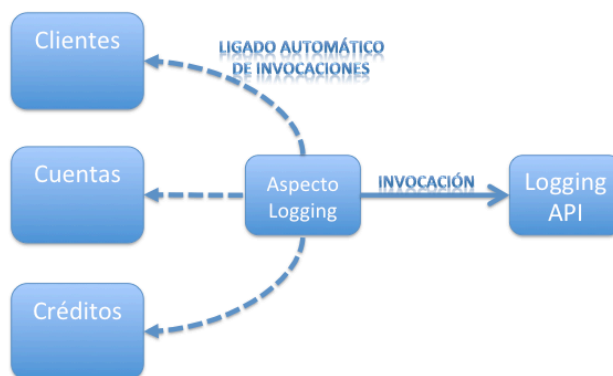 Clientes
LIGADO AUTOMÁTICO
DE INVOCACIONES
Cuentas
Aspecto
Logging
INVOCACIÓN
Logging
API
Créditos